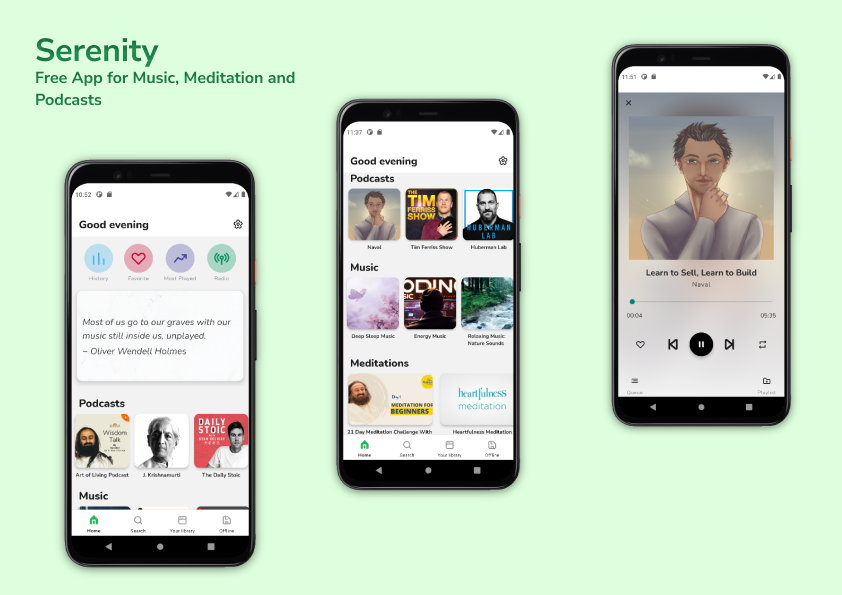 Serenity
Free App for Music, Meditation and
Podcasts
10:52
Good evening
History
Favorite
Most Played
Radio
Most of us go to our graves with our
music still inside us, unplayed.
– Oliver Wendell Holmes
Podcasts
Wisdom
Talk
DAILY
STOIC
Art of Living Podcast
J. Krishnamurti
The Daily Stoic
Music
Home
Search
Your library
Offline
11:37
Good evening
Podcasts
THE
TIM
FERRISS
SHOW
HUBERMAN
LAB
Naval
Tim Ferriss Show
Huberman Lab
Music
ODING
SIC
Deep Sleep Music
Energy Music
Relaxing Music:
Nature Sounds
Meditations
Day 1
MEDITATION FOR
BEGINNERS
heartfulness
meditation
21 Day Meditation Challenge With
Heartfulness Meditation
Home
Search
Your library
Offline
11:51
Learn to Sell, Learn to Build
Naval
00:04
05:35
Queue
Playlist